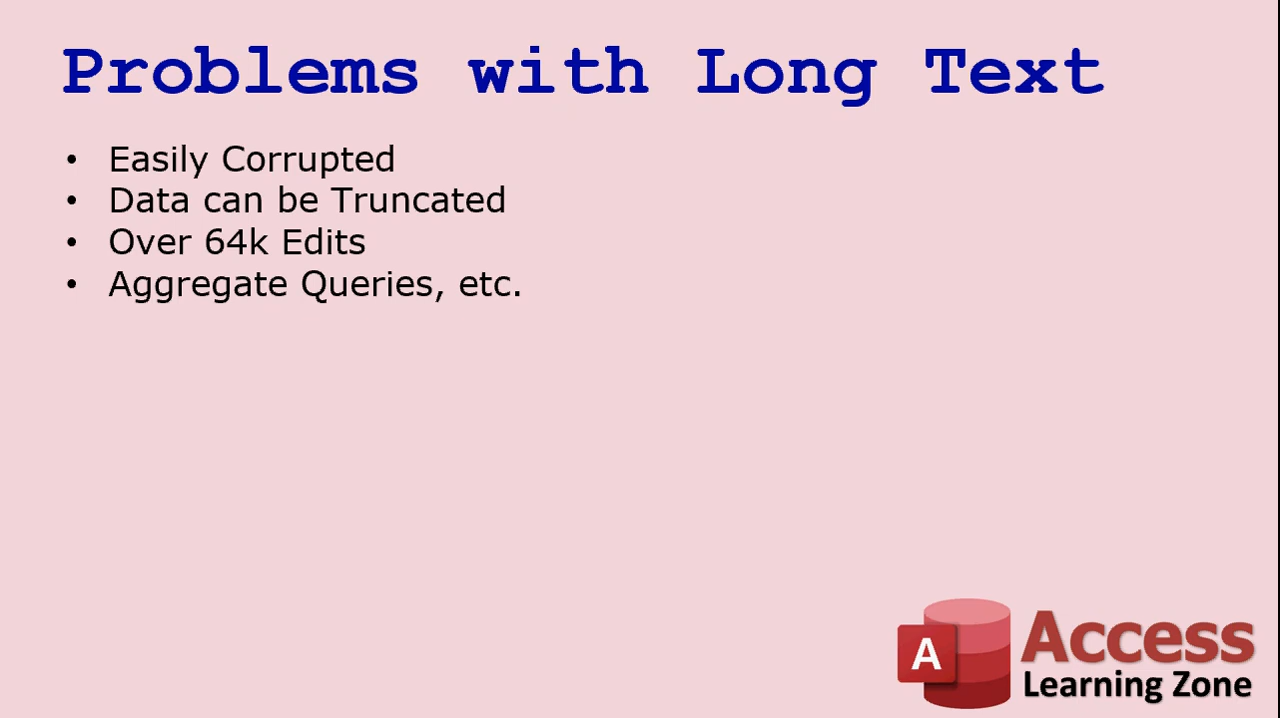 Problems with Long Text
• Easily Corrupted
• Data can be Truncated
• Over 64k Edits
• Aggregate Queries, etc.
A
Access
Learning Zone